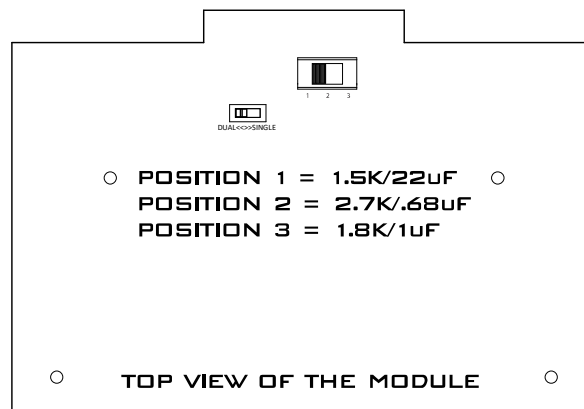 1 2 3
DUAL<<>>SINGLE
POSITION 1 = 1.5K/22uF
POSITION 2 = 2.7K/.68uF
POSITION 3 = 1.8K/1uF
TOP VIEW OF THE MODULE